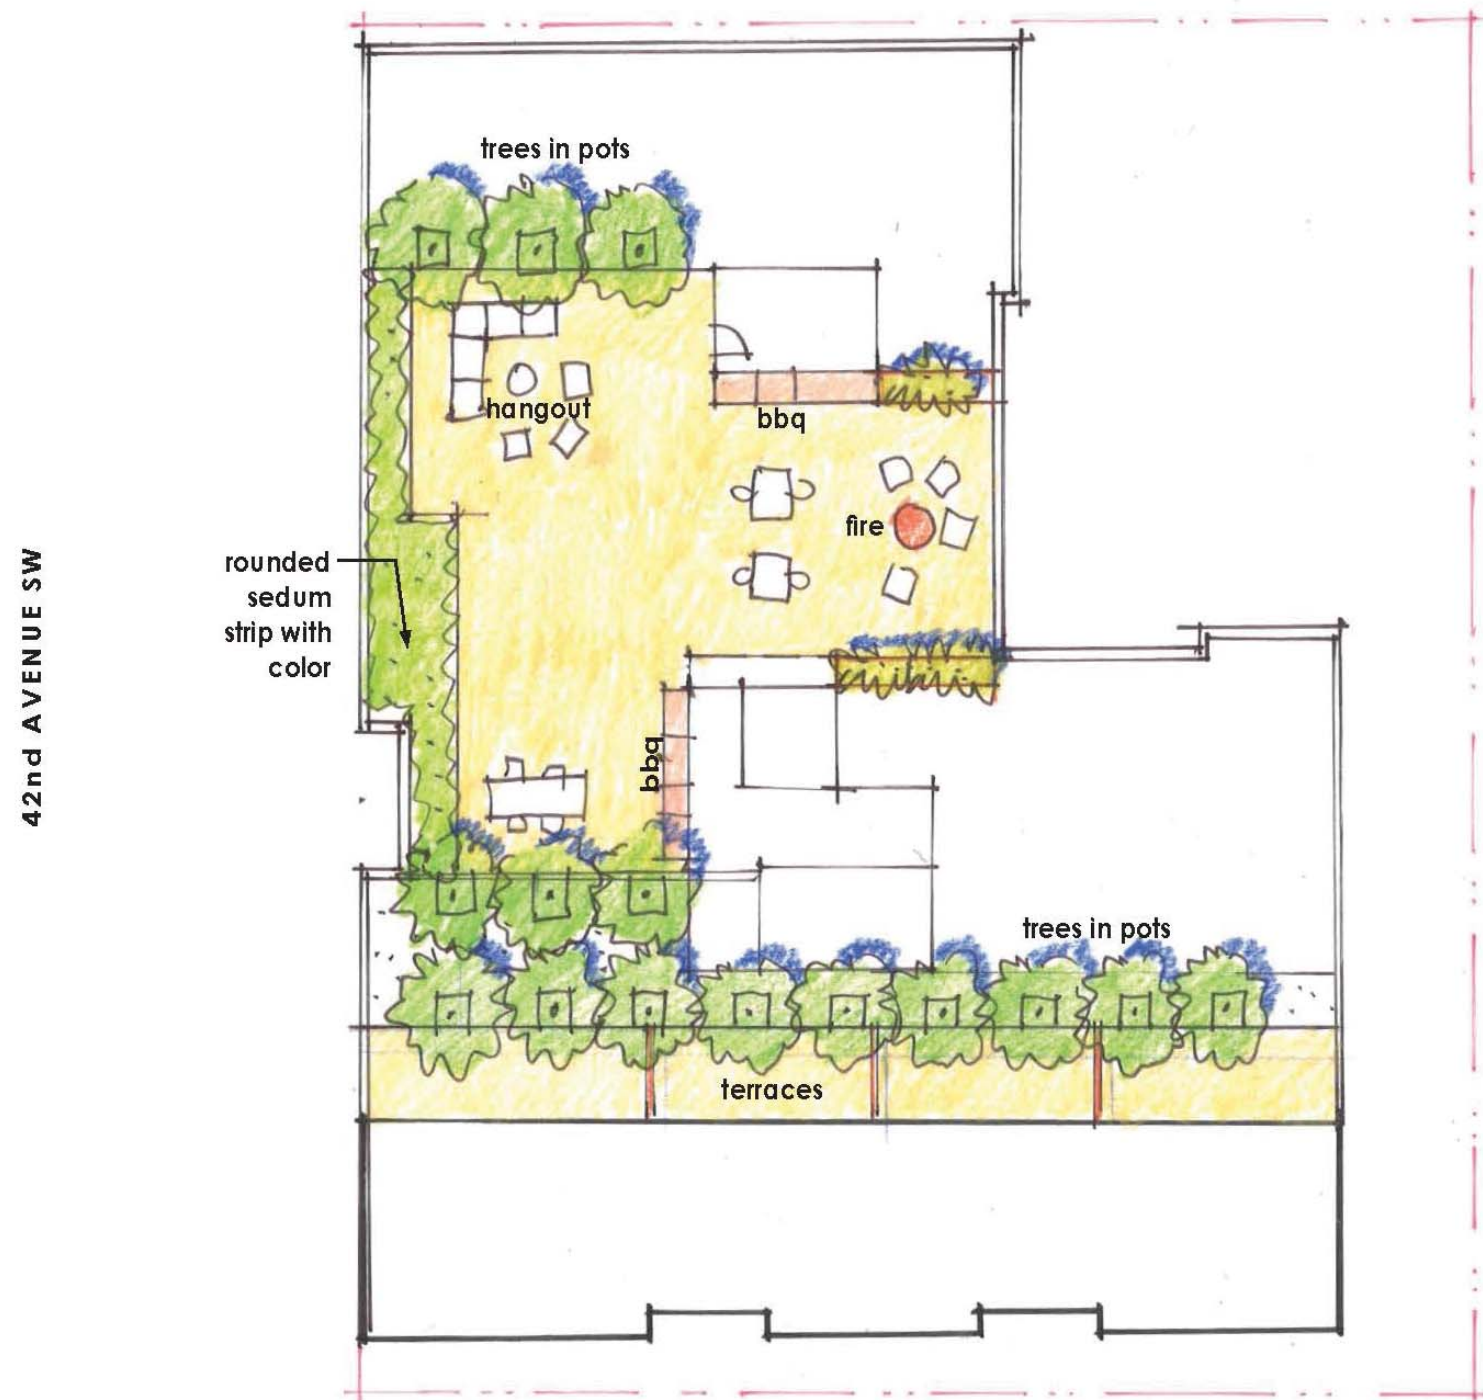 trees in pots
hangout
bbq
fire
rounded
sedum
strip with
color
42nd AVENUE SW
bbq
trees in pots
terraces